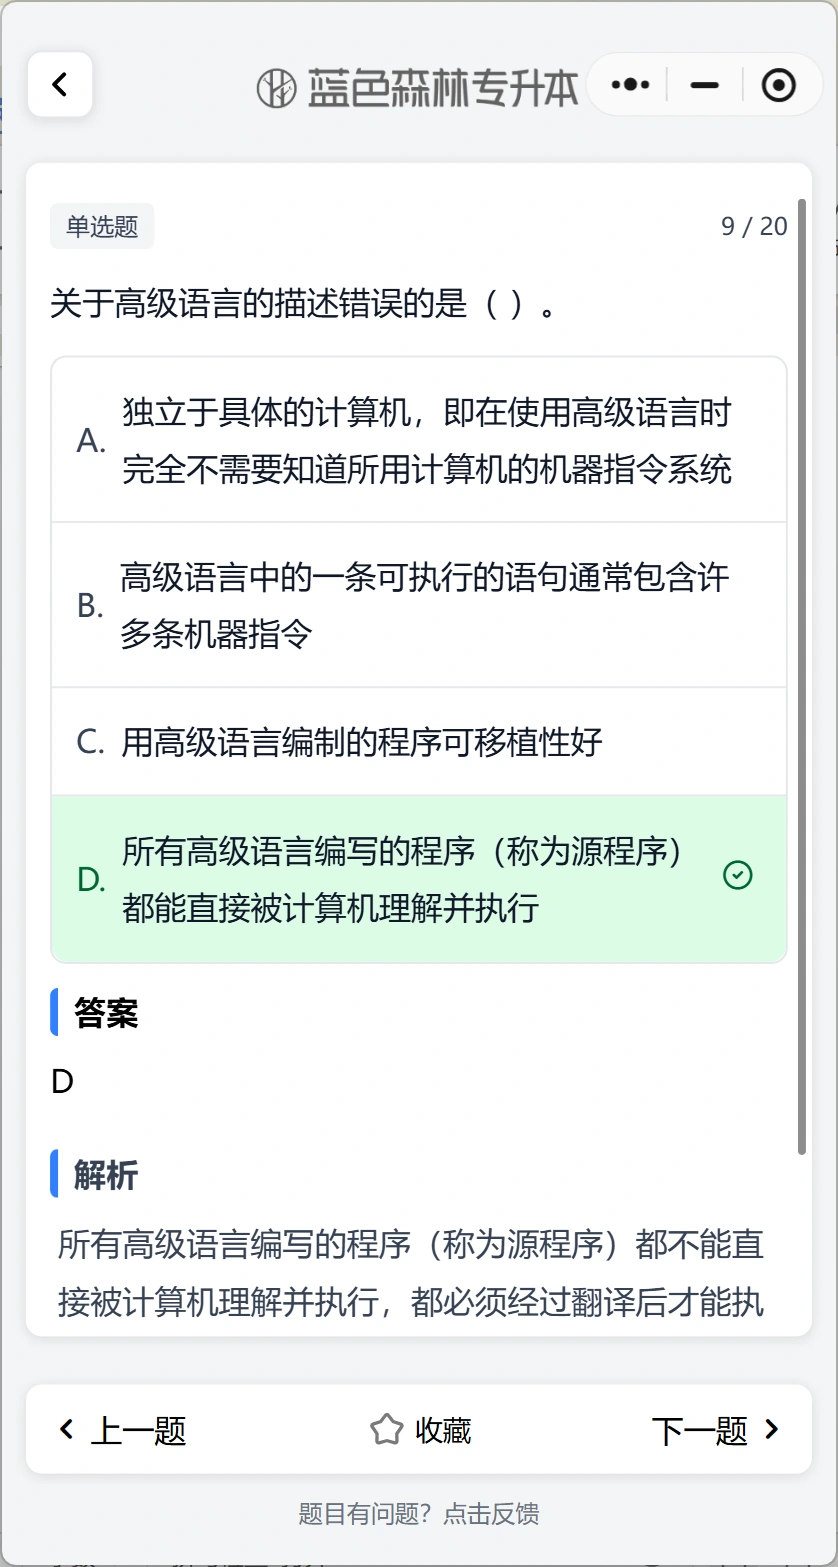 蓝色森林专升本
单选题
9 / 20
关于高级语言的描述错误的是（ ）。
A.
独立于具体的计算机，即在使用高级语言时
完全不需要知道所用计算机的机器指令系统
B.
高级语言中的一条可执行的语句通常包含许
多条机器指令
C. 用高级语言编制的程序可移植性好
D.
所有高级语言编写的程序（称为源程序）
都能直接被计算机理解并执行
答案
D
解析
所有高级语言编写的程序（称为源程序）都不能直
接被计算机理解并执行，都必须经过翻译后才能执
上一题
收藏
下一题
题目有问题？点击反馈